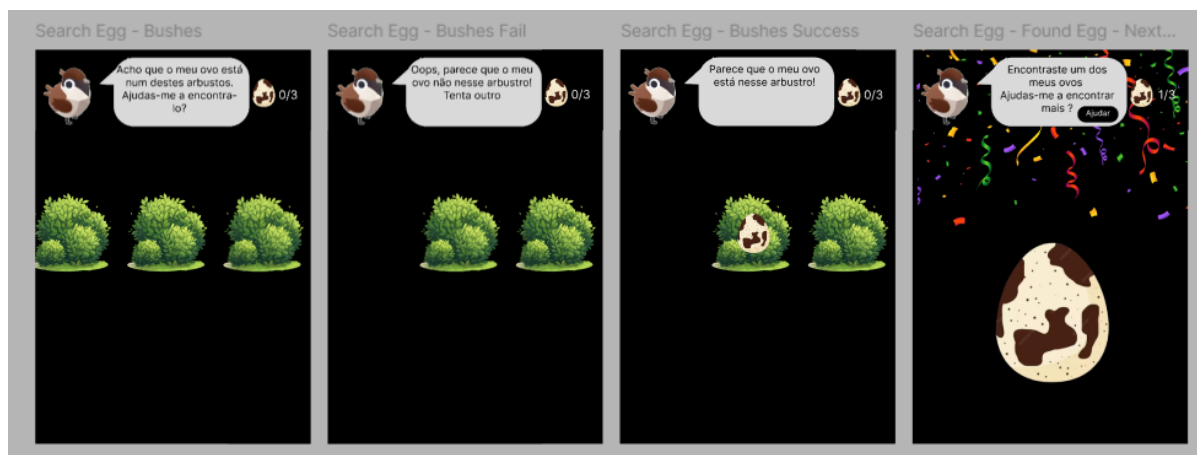 Search Egg - Bushes
Acho que o meu ovo está
num destes arbustos.
Ajudas-me a encontra-
lo?
0/3
Search Egg - Bushes Fail
Oops, parece que o meu
ovo não nesse arbustro!
Tenta outro
0/3
Search Egg - Bushes Success
Parece que o meu ovo
está nesse arbustro!
0/3
Search Egg - Found Egg - Next...
Encontraste um dos
meus ovos
Ajudas-me a encontrar
mais ?
Ajudar
1/3